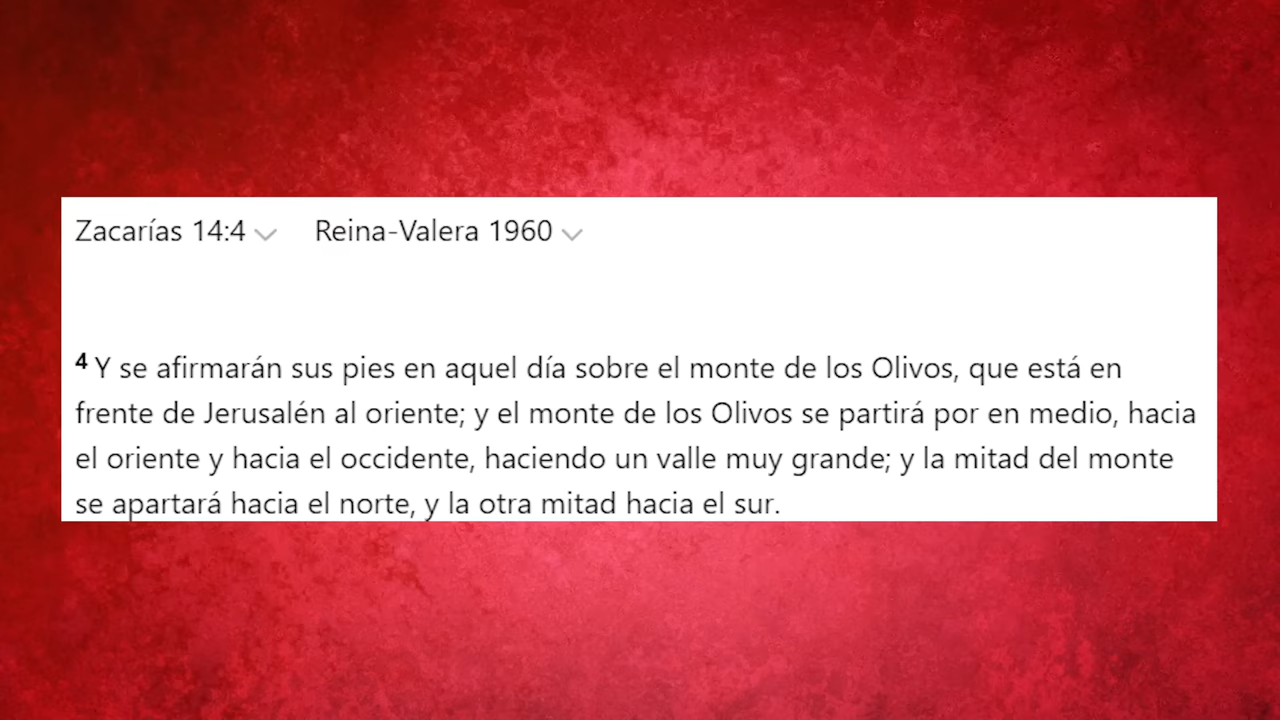 Zacarías 14:4 Reina-Valera 1960
4 Y se afirmarán sus pies en aquel día sobre el monte de los Olivos, que está en
frente de Jerusalén al oriente; y el monte de los Olivos se partirá por en medio, hacia
el oriente y hacia el occidente, haciendo un valle muy grande; y la mitad del monte
se apartará hacia el norte, y la otra mitad hacia el sur.